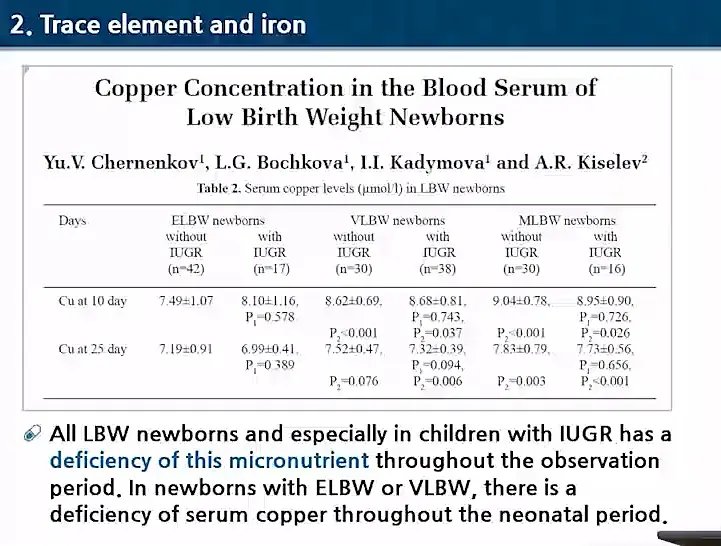 2. Trace element and iron
Copper Concentration in the Blood Serum of
Low Birth Weight Newborns
Yu.V. Chernenkov¹, L.G. Bochkova¹, I.I. Kadymova¹ and A.R. Kiselev²
Table 2. Serum copper levels (µmol/l) in LBW newborns
Days ELBW newborns VLBW newborns MLBW newborns
without with without with without with
IUGR IUGR IUGR IUGR IUGR IUGR
(n=42) (n=17) (n=30) (n=38) (n=30) (n=16)
Cu at 10 day 7.49±1.07 8.10±1.16, 8.62±0.69, 8.68±0.81, 9.04±0.78, 8.95±0.90,
P₁=0.578 P₁=0.743, P₁=0.726,
P₂<0.001 P₂=0.037 P₂<0.001 P₂=0.026
Cu at 25 day 7.19±0.91 6.99±0.41, 7.52±0.47, 7.32±0.39, 7.83±0.79, 7.73±0.56,
P₁=0.389 P₁=0.094, P₁=0.656,
P₂=0.076 P₂=0.006 P₂=0.003 P₂<0.001
All LBW newborns and especially in children with IUGR has a
deficiency of this micronutrient throughout the observation
period. In newborns with ELBW or VLBW, there is a
deficiency of serum copper throughout the neonatal period.